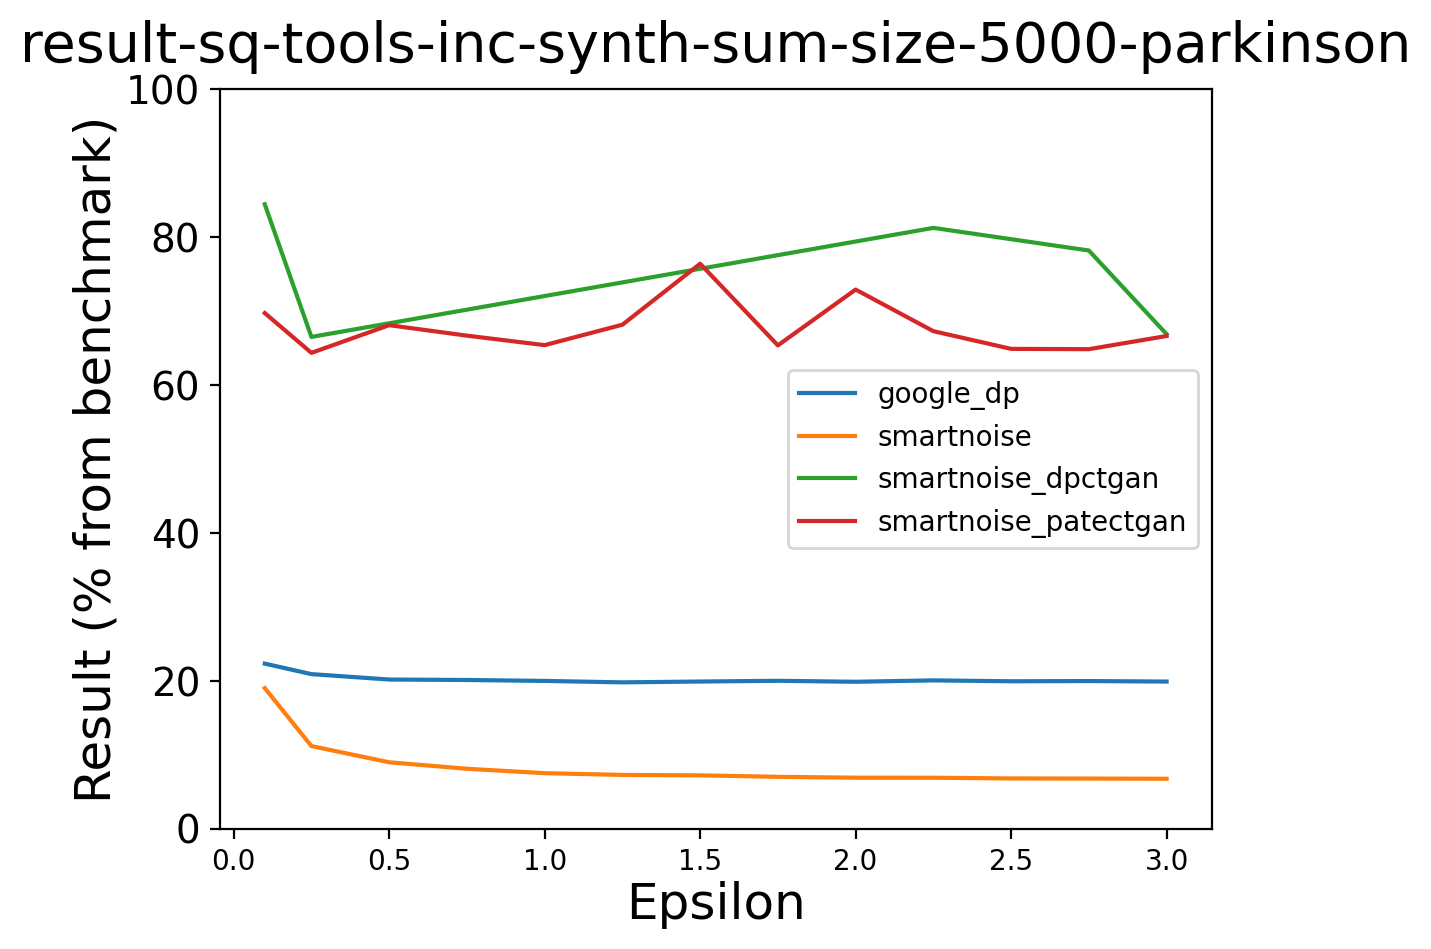 result-sq-tools-inc-synth-sum-size-5000-parkinson
Result (% from benchmark)
100
80
60
40
20
0
google_dp
smartnoise
smartnoise_dpctgan
smartnoise_patectgan
0.0 0.5 1.0 1.5 2.0 2.5 3.0
Epsilon